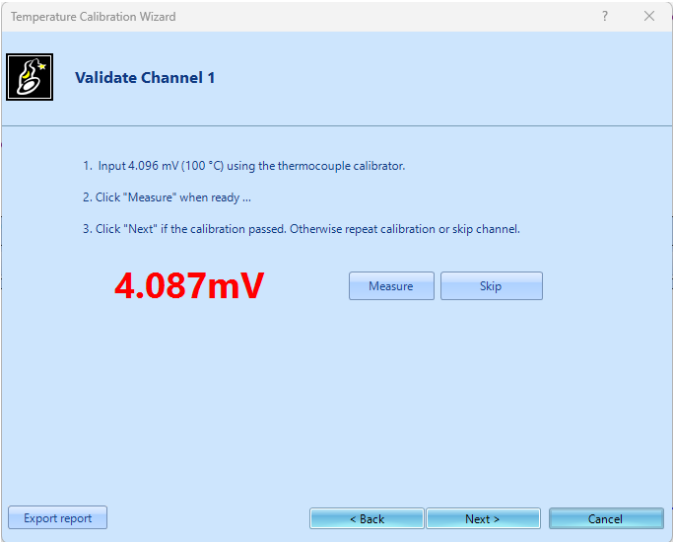 Temperature Calibration Wizard
Validate Channel 1
1. Input 4.096 mV (100 °C) using the thermocouple calibrator.
2. Click "Measure" when ready ...
3. Click "Next" if the calibration passed. Otherwise repeat calibration or skip channel.
4.087mV
Measure
Skip
Export report
< Back
Next >
Cancel